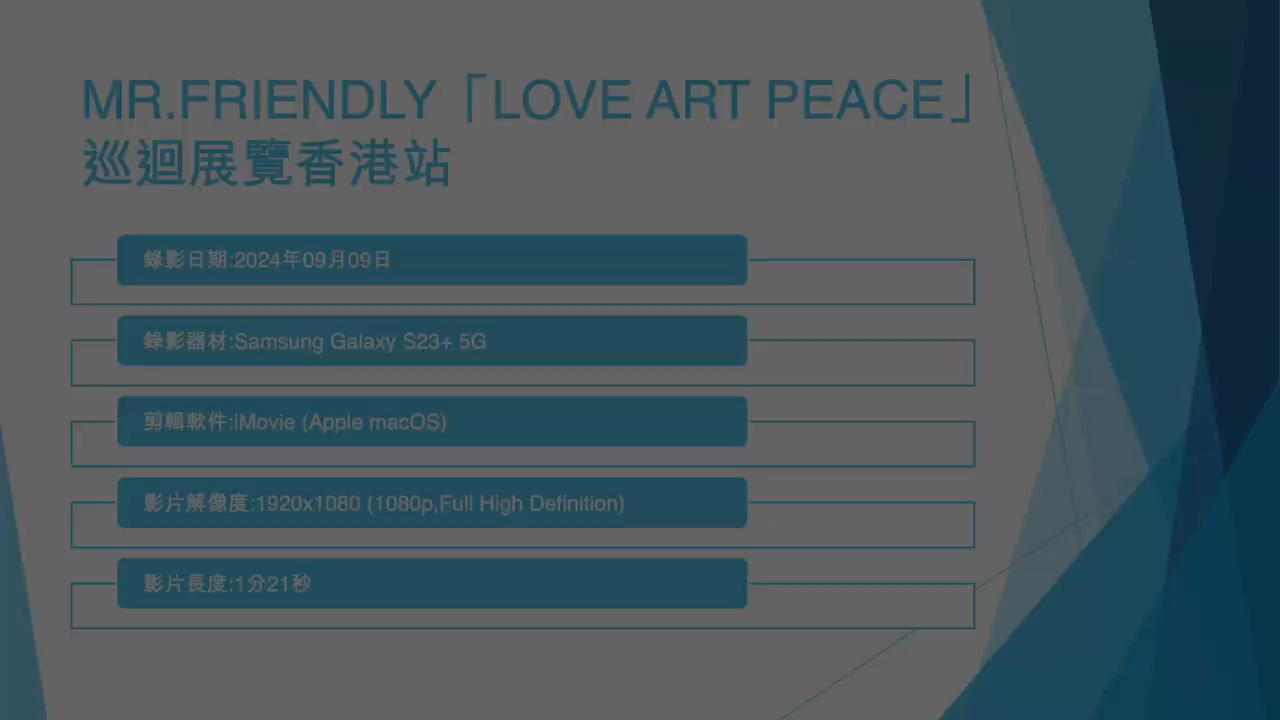 MR.FRIENDLY「LOVE ART PEACE」
巡迴展覽香港站
錄影日期:2024年09月09日
錄影器材:Samsung Galaxy S23+ 5G
剪輯軟件:iMovie (Apple macOS)
影片解像度:1920x1080 (1080p,Full High Definition)
影片長度:1分21秒